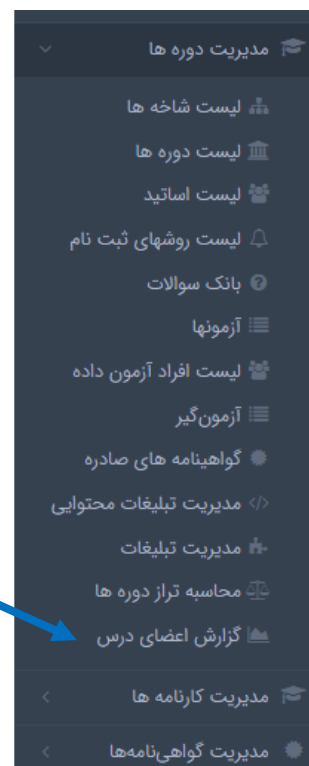 مدیریت دوره ها
لیست شاخه ها
لیست دوره ها
لیست اساتید
لیست روشهای ثبت نام
بانک سوالات
آزمونها
لیست افراد آزمون داده
آزمون‌گیر
گواهینامه های صادره
مدیریت تبلیغات محتوایی
مدیریت تبلیغات
محاسبه تراز دوره ها
گزارش اعضای درس
مدیریت کارنامه ها
مدیریت گواهی‌نامه‌ها